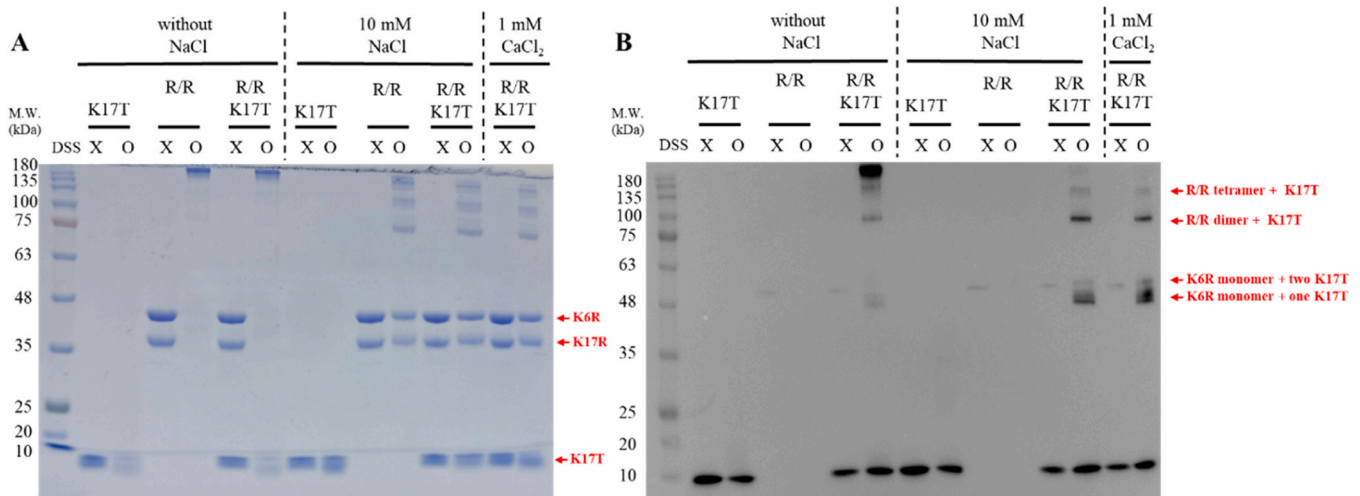 A
without
NaCl
10 mM
NaCl
1 mM
CaCl2
M.W.
(kDa)
K17T
R/R
R/R
K17T
K17T
R/R
R/R
K17T
R/R
K17T
DSS X O X O X O X O X O X O X O
180
135
100
75
63
48
35
25
20
10
K6R
K17R
K17T
B
without
NaCl
10 mM
NaCl
1 mM
CaCl2
M.W.
(kDa)
K17T
R/R
R/R
K17T
K17T
R/R
R/R
K17T
R/R
K17T
DSS X O X O X O X O X O X O X O
180
135
100
75
63
48
35
25
20
10
R/R tetramer + K17T
R/R dimer + K17T
K6R monomer + two K17T
K6R monomer + one K17T